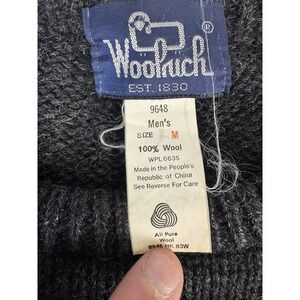 Woolrich
®
EST. 1830
9648
Men's
SIZE M
100% Wool
WPL 6635
Made in the People's
Republic of China
See Reverse For Care
All Pure
Wool